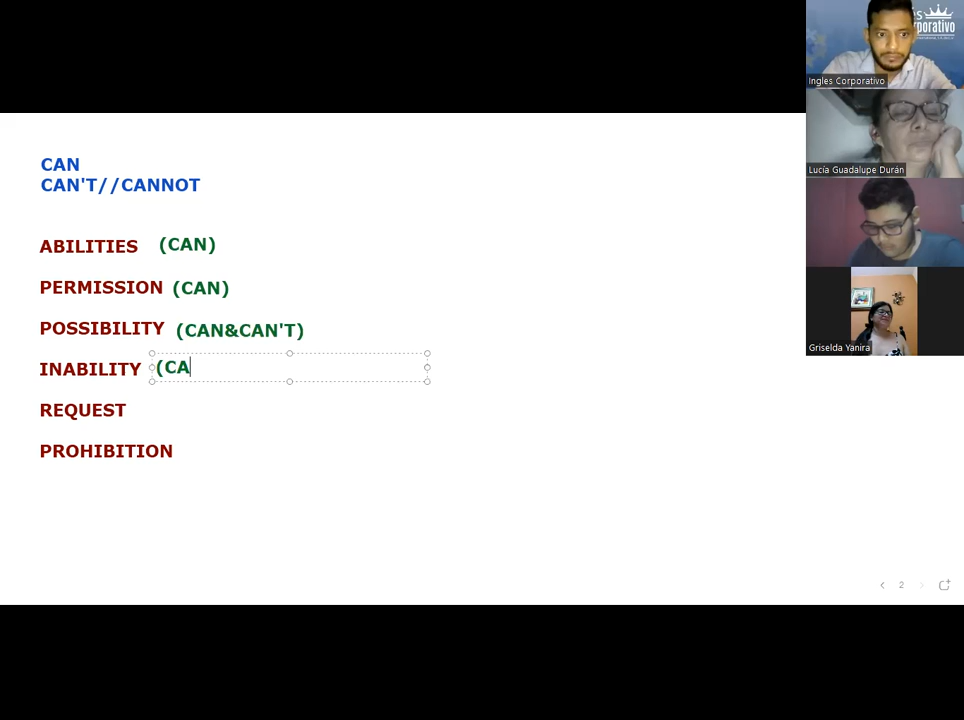 CAN
CAN'T//CANNOT
ABILITIES (CAN)
PERMISSION (CAN)
POSSIBILITY (CAN&CAN'T)
INABILITY (CA
REQUEST
PROHIBITION
2
porativo
Ingles Corporativo
Lucía Guadalupe Durán
Griselda Yanira